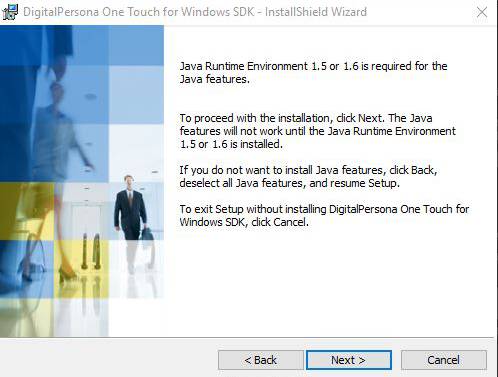 DigitalPersona One Touch for Windows SDK - InstallShield Wizard
Java Runtime Environment 1.5 or 1.6 is required for the
Java features.
To proceed with the installation, click Next. The Java
features will not work until the Java Runtime Environment
1.5 or 1.6 is installed.
If you do not want to install Java features, click Back,
deselect all Java features, and resume Setup.
To exit Setup without installing DigitalPersona One Touch for
Windows SDK, click Cancel.
< Back
Next >
Cancel